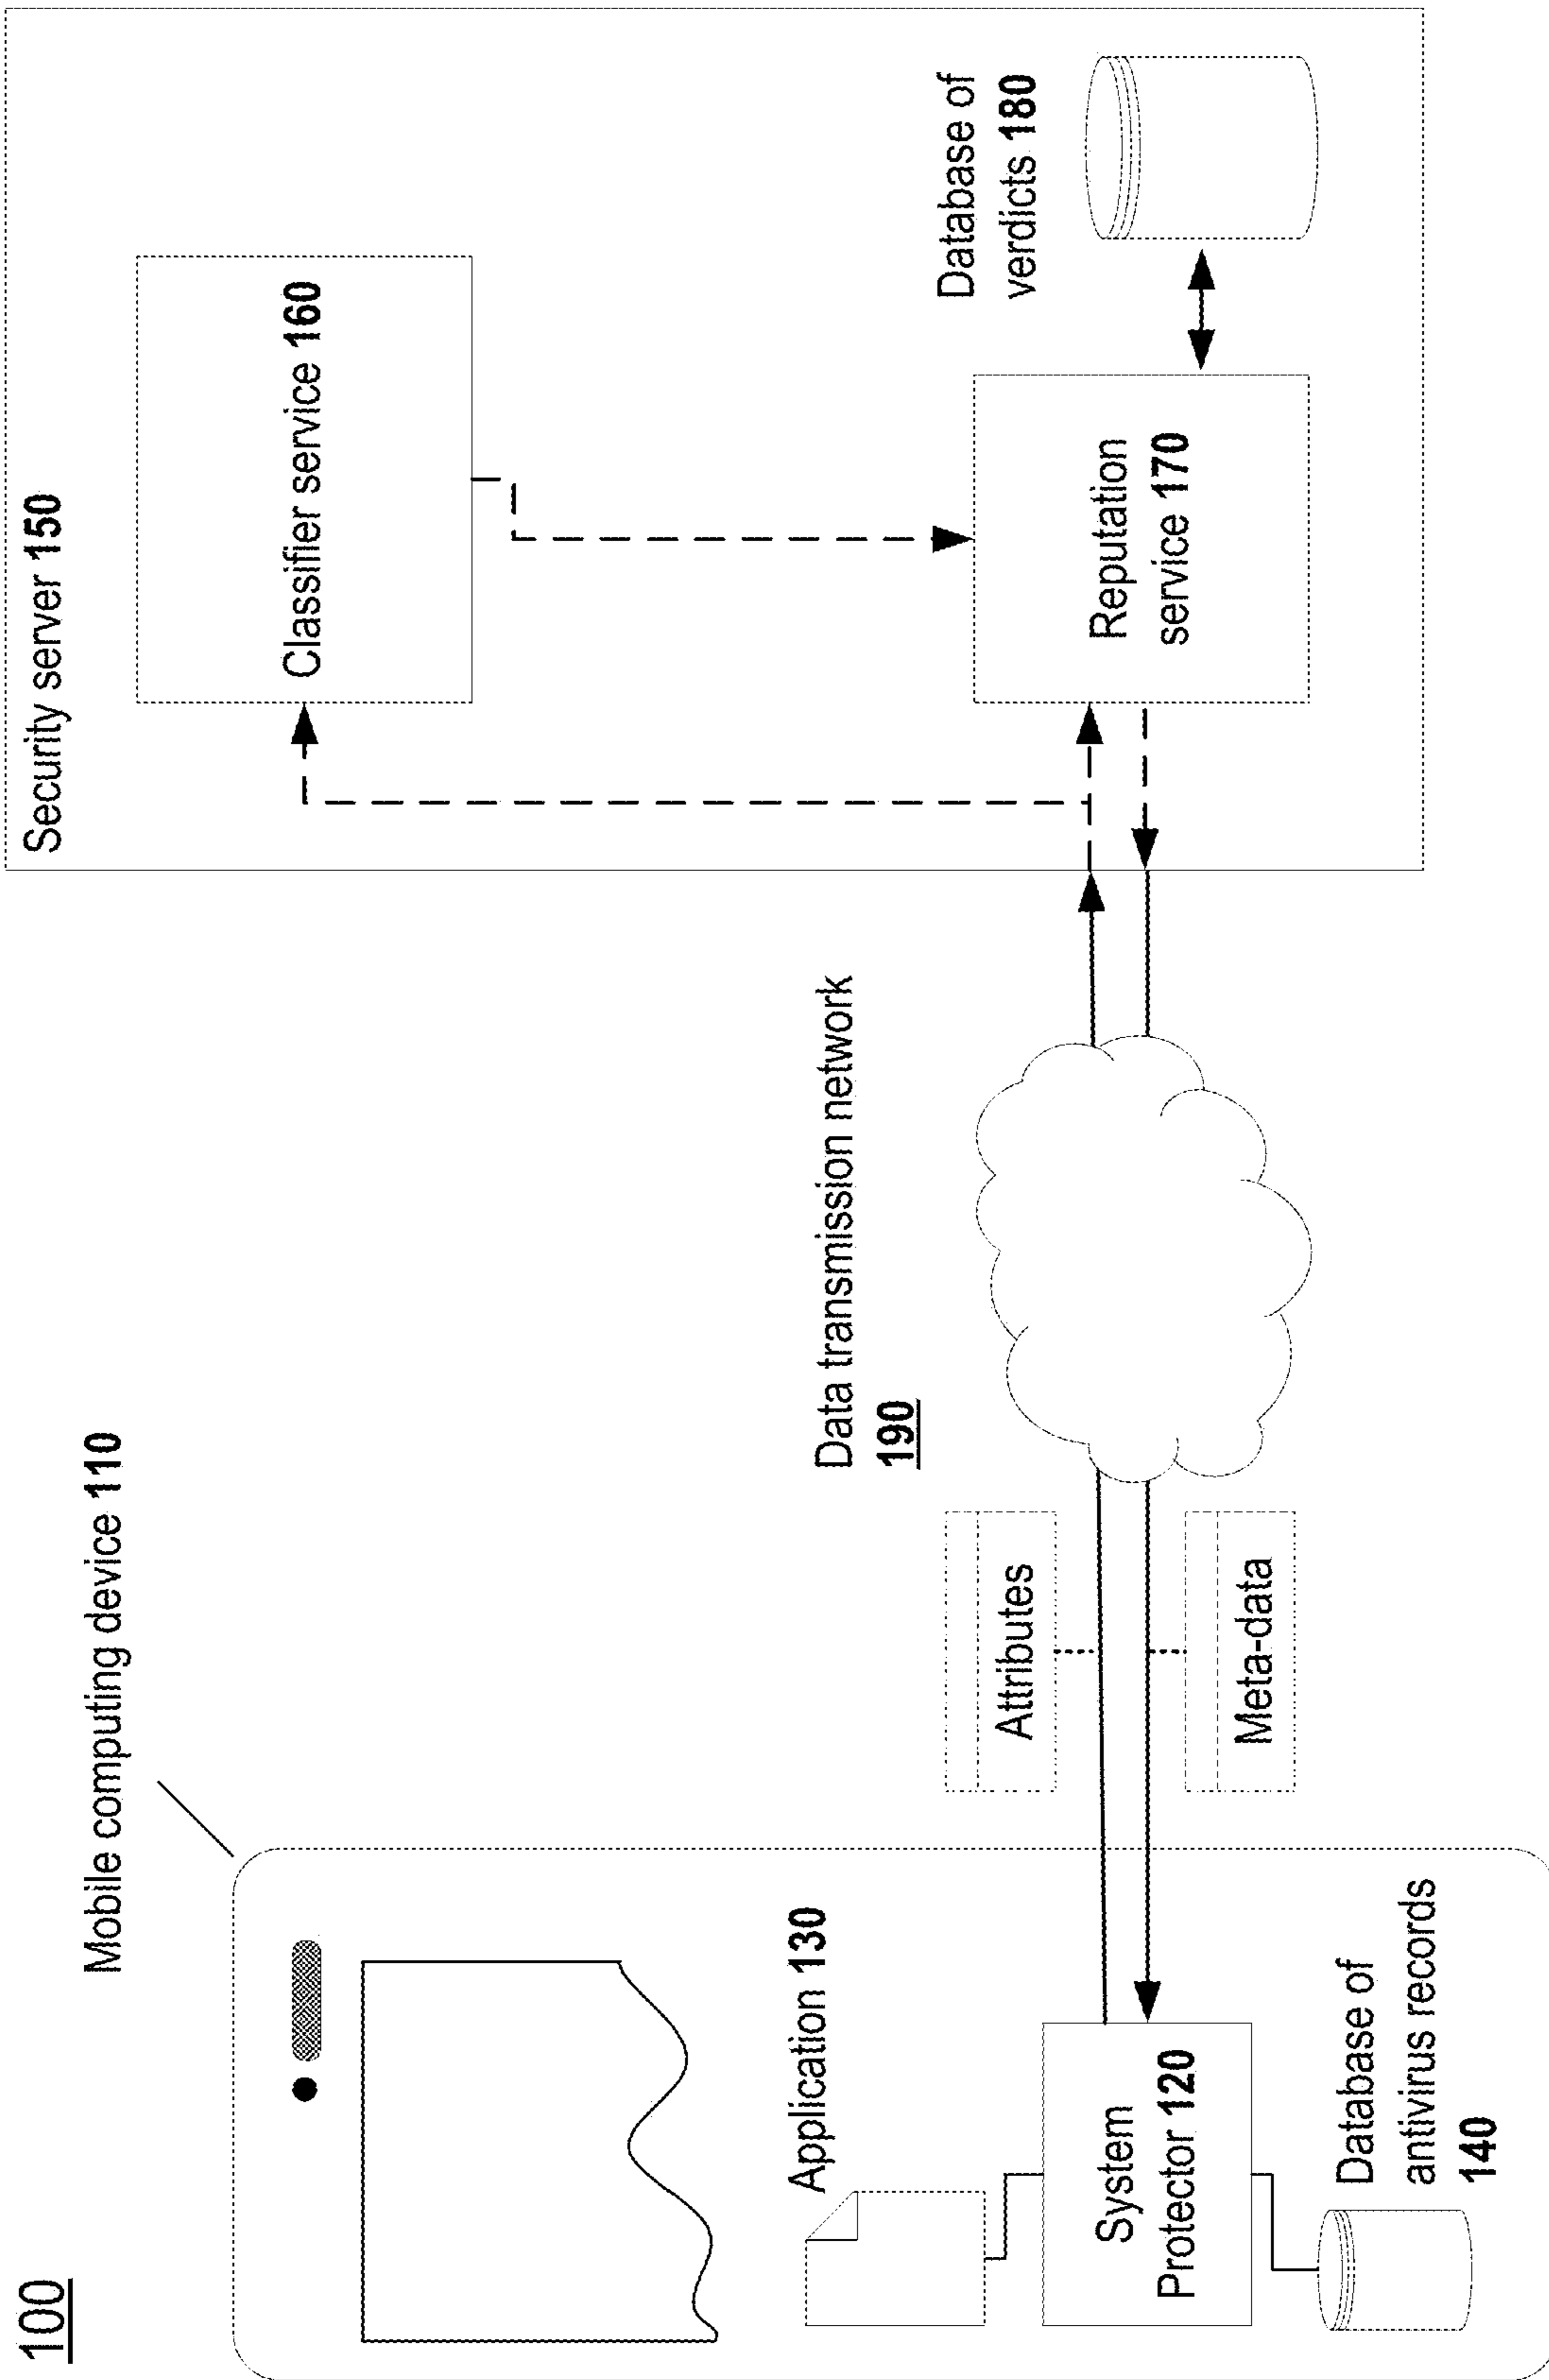 100
Mobile computing device 110
Application 130
System
Protector 120
Database of
antivirus records
140
Attributes
Meta-data
Data transmission network
190
Security server 150
Classifier service 160
Reputation
service 170
Database of
verdicts 180